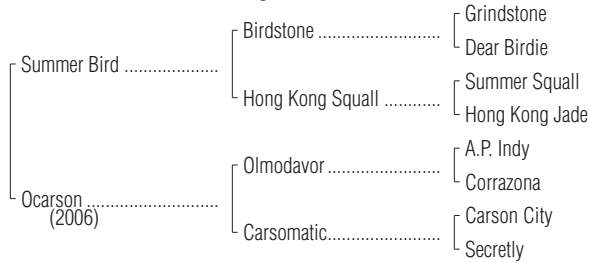 Grindstone
Birdstone ..........................
Dear Birdie
Summer Bird ....................
Summer Squall
Hong Kong Squall ............
Hong Kong Jade
A.P. Indy
Olmodavor ........................
Corrazona
Ocarson ............................
(2006)
Carson City
Carsomatic........................
Secretly